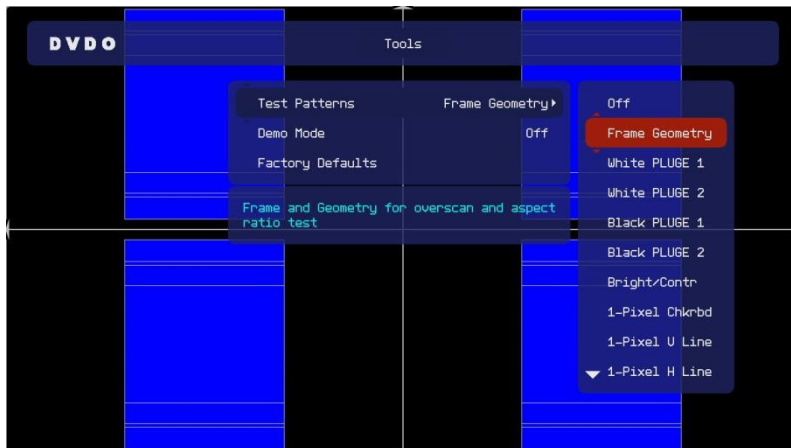 DVDO
Tools
Test Patterns Frame Geometry
Demo Mode Off
Factory Defaults
Frame and Geometry for overscan and aspect
ratio test
Off
Frame Geometry
White PLUGE 1
White PLUGE 2
Black PLUGE 1
Black PLUGE 2
Bright/Contr
1-Pixel Chkrbd
1-Pixel V Line
1-Pixel H Line